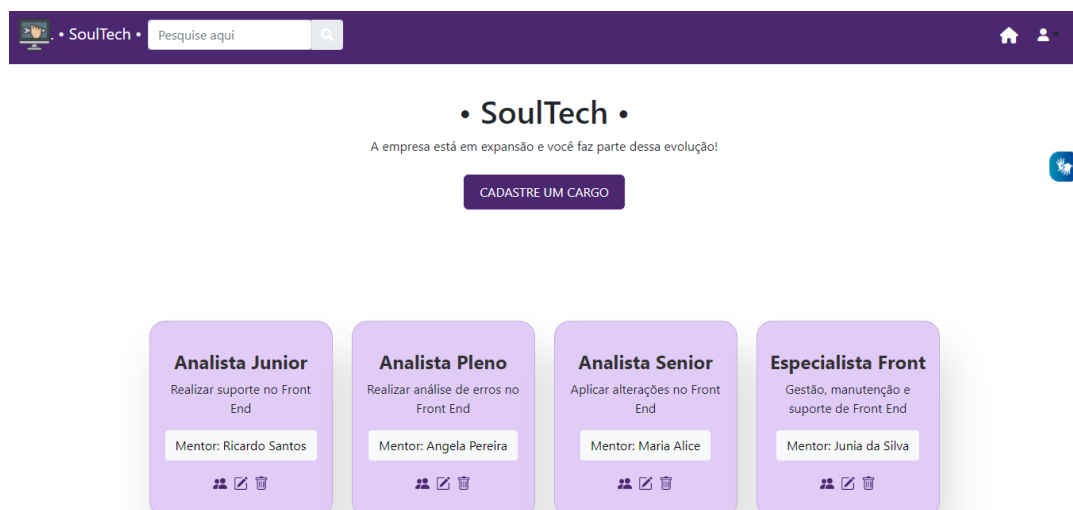 . • SoulTech •
Pesquise aqui
• SoulTech •
A empresa está em expansão e você faz parte dessa evolução!
CADASTRE UM CARGO
Analista Junior
Realizar suporte no Front
End
Mentor: Ricardo Santos
Analista Pleno
Realizar análise de erros no
Front End
Mentor: Angela Pereira
Analista Senior
Aplicar alterações no Front
End
Mentor: Maria Alice
Especialista Front
Gestão, manutenção e
suporte de Front End
Mentor: Junia da Silva